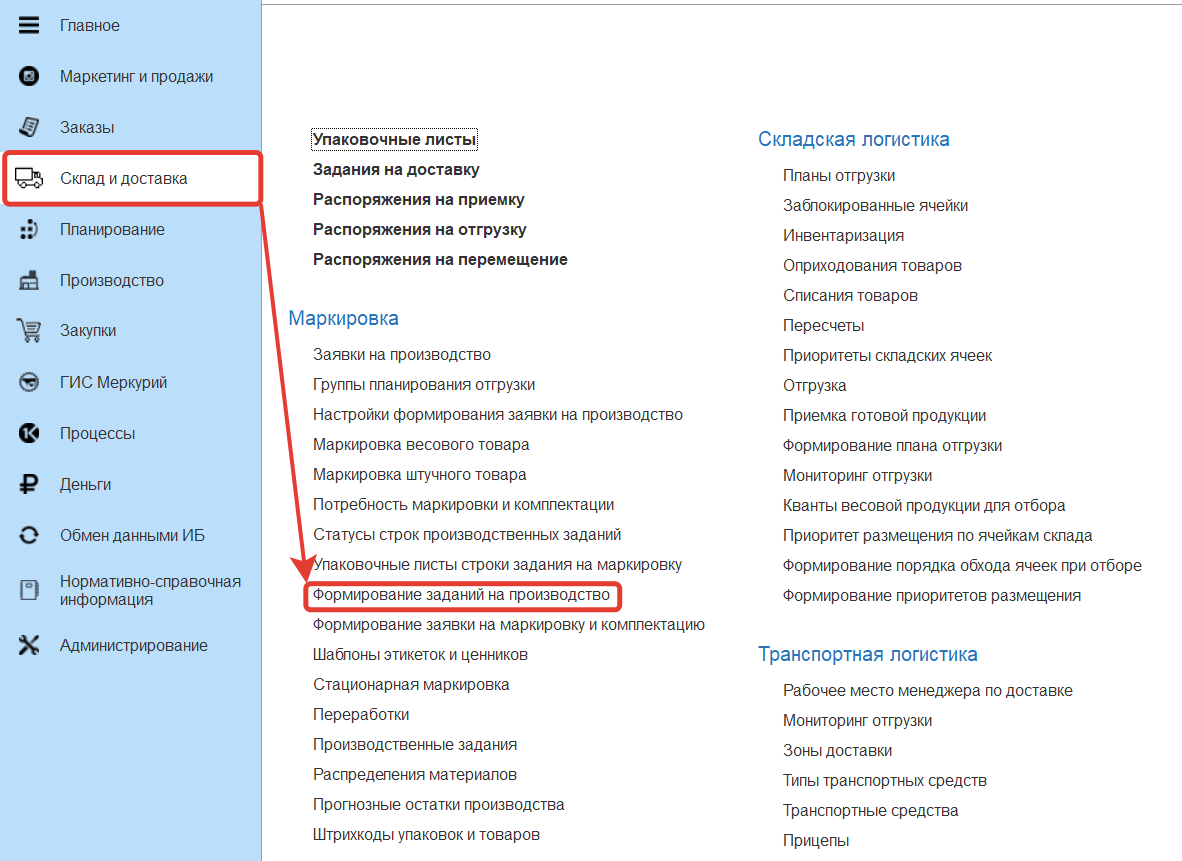 Главное
Маркетинг и продажи
Заказы
Склад и доставка
Планирование
Производство
Закупки
ГИС Меркурий
Процессы
Деньги
Обмен данными ИБ
Нормативно-справочная
информация
Администрирование
Упаковочные листы
Задания на доставку
Распоряжения на приемку
Распоряжения на отгрузку
Распоряжения на перемещение
Маркировка
Заявки на производство
Группы планирования отгрузки
Настройки формирования заявки на производство
Маркировка весового товара
Маркировка штучного товара
Потребность маркировки и комплектации
Статусы строк производственных заданий
Упаковочные листы строки задания на маркировку
Формирование заданий на производство
Формирование заявки на маркировку и комплектацию
Шаблоны этикеток и ценников
Стационарная маркировка
Переработки
Производственные задания
Распределения материалов
Прогнозные остатки производства
Штрихкоды упаковок и товаров
Складская логистика
Планы отгрузки
Заблокированные ячейки
Инвентаризация
Оприходования товаров
Списания товаров
Пересчеты
Приоритеты складских ячеек
Отгрузка
Приемка готовой продукции
Формирование плана отгрузки
Мониторинг отгрузки
Кванты весовой продукции для отбора
Приоритет размещения по ячейкам склада
Формирование порядка обхода ячеек при отборе
Формирование приоритетов размещения
Транспортная логистика
Рабочее место менеджера по доставке
Мониторинг отгрузки
Зоны доставки
Типы транспортных средств
Транспортные средства
Прицепы